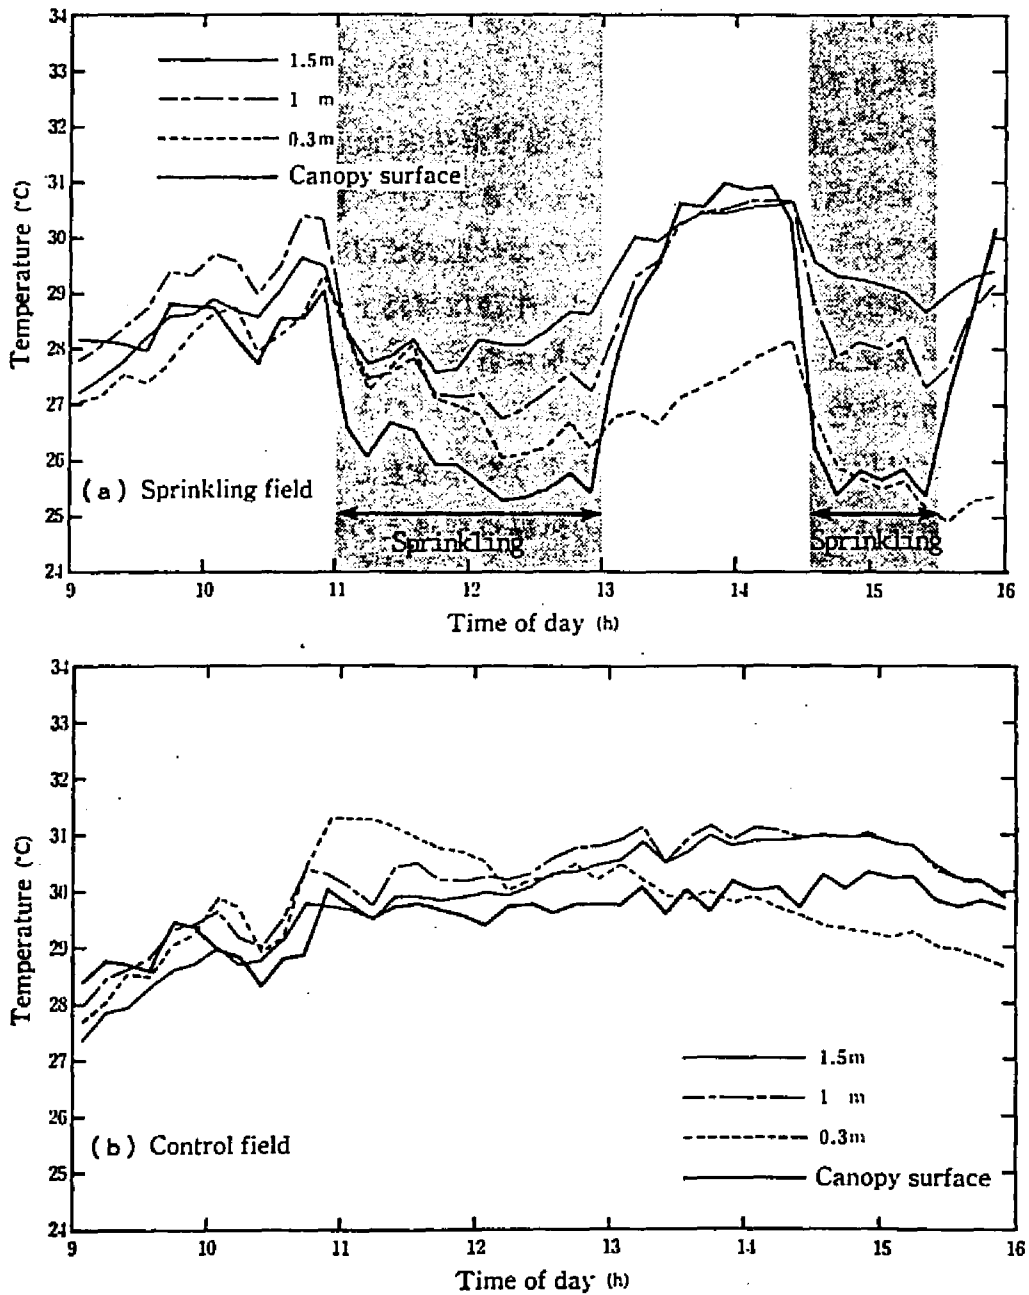 34
33
32
31
30
29
28
27
26
25
24
Temperature (°C)
1.5m
1 m
0.3m
Canopy surface
(a) Sprinkling field
Sprinkling
Sprinkling
9 10 11 12 13 14 15 16
Time of day (h)
34
33
32
31
30
29
28
27
26
25
24
Temperature (°C)
1.5m
1 m
0.3m
Canopy surface
(b) Control field
9 10 11 12 13 14 15 16
Time of day (h)